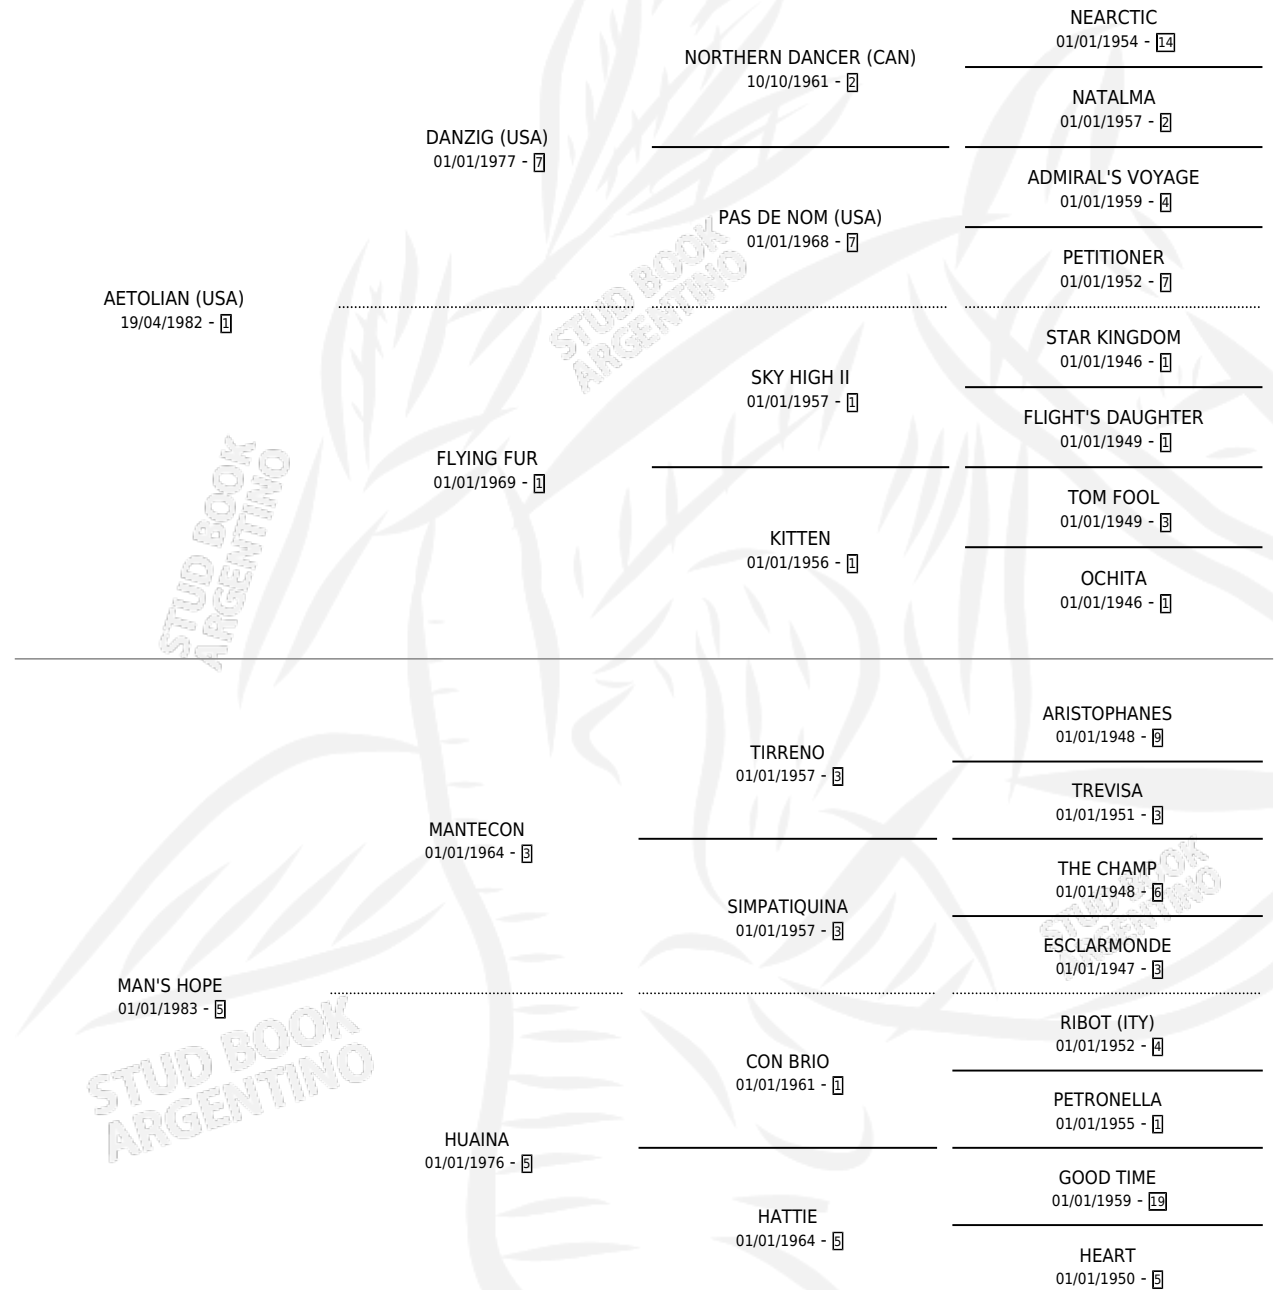 NEARCTIC
01/01/1954 - 14
NORTHERN DANCER (CAN)
10/10/1961 - 2
NATALMA
01/01/1957 - 2
DANZIG (USA)
01/01/1977 - 7
ADMIRAL'S VOYAGE
01/01/1959 - 4
PAS DE NOM (USA)
01/01/1968 - 7
PETITIONER
01/01/1952 - 7
AETOLIAN (USA)
19/04/1982 - 1
STAR KINGDOM
01/01/1946 - 1
SKY HIGH II
01/01/1957 - 1
FLIGHT'S DAUGHTER
01/01/1949 - 1
FLYING FUR
01/01/1969 - 1
TOM FOOL
01/01/1949 - 3
KITTEN
01/01/1956 - 1
OCHITA
01/01/1946 - 1
STUD BOOK
ARGENTINO
STUD BOOK
ARGENTINO
ARISTOPHANES
01/01/1948 - 9
TIRRENO
01/01/1957 - 3
TREVISA
01/01/1951 - 3
MANTECON
01/01/1964 - 3
THE CHAMP
01/01/1948 - 6
SIMPATIQUINA
01/01/1957 - 3
ESCLARMONDE
01/01/1947 - 3
STUD BOOK
ARGENTINO
MAN'S HOPE
01/01/1983 - 5
RIBOT (ITY)
01/01/1952 - 4
CON BRIO
01/01/1961 - 1
PETRONELLA
01/01/1955 - 1
STUD BOOK
ARGENTINO
HUAINA
01/01/1976 - 5
GOOD TIME
01/01/1959 - 19
HATTIE
01/01/1964 - 5
HEART
01/01/1950 - 5